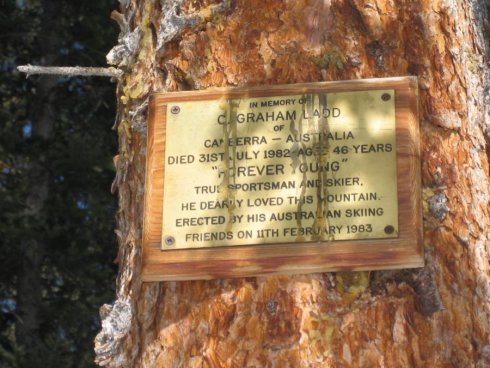 IN MEMORY OF
C. GRAHAM LADD
OF
CANBERRA – AUSTRALIA
DIED 31ST JULY 1982 AGED 46 YEARS
"FOREVER YOUNG"
TRUE SPORTSMAN AND SKIER,
HE DEARLY LOVED THIS MOUNTAIN.
ERECTED BY HIS AUSTRALIAN SKIING
FRIENDS ON 11TH FEBRUARY 1983